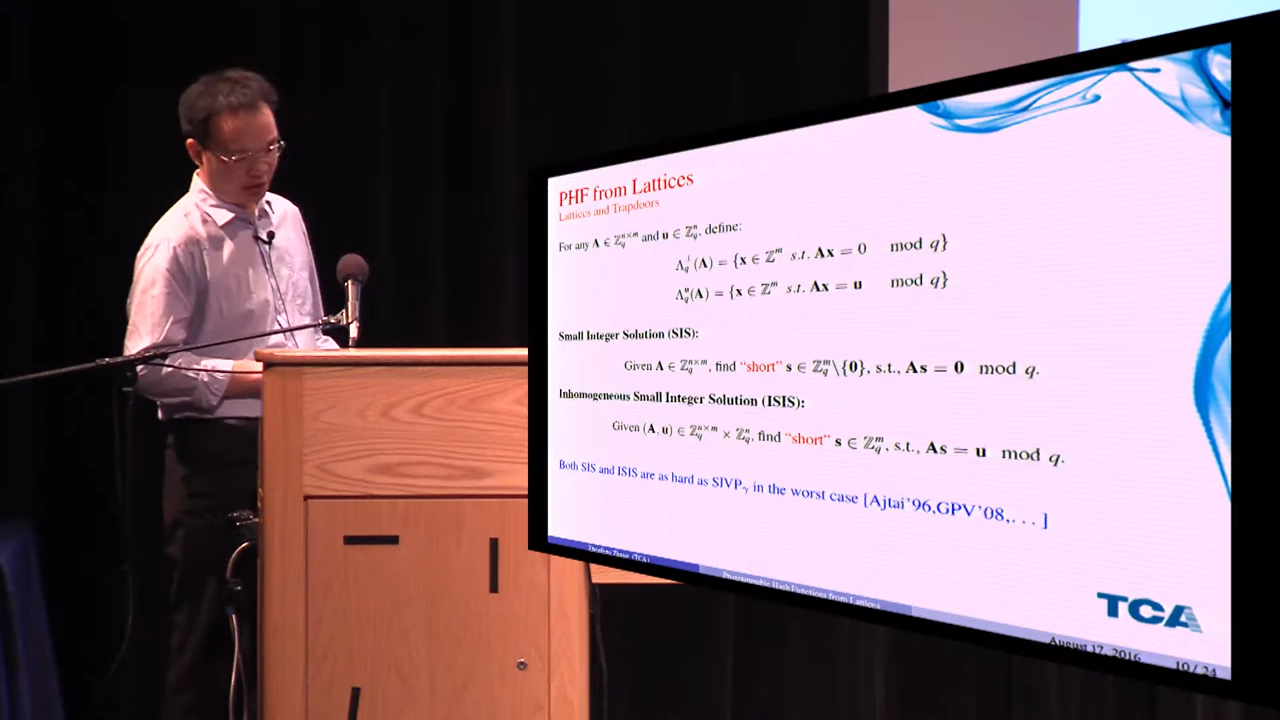 PHF from Lattices
Lattices and Trapdoors
For any A ∈ ℤ_q^{n×m} and u ∈ ℤ_q^n, define:
Λ_q^⊥(A) = {x ∈ ℤ^m s.t. Ax = 0 mod q}
Λ_q^u(A) = {x ∈ ℤ^m s.t. Ax = u mod q}
Small Integer Solution (SIS):
Given A ∈ ℤ_q^{n×m}, find “short” s ∈ ℤ_q^m\{0}, s.t., As = 0 mod q.
Inhomogeneous Small Integer Solution (ISIS):
Given (A, u) ∈ ℤ_q^{n×m} × ℤ_q^n, find “short” s ∈ ℤ_q^m, s.t., As = u mod q.
Both SIS and ISIS are as hard as SIVP_γ in the worst case [Ajtai’96,GPV’08,. . . ]
TCA
Zhang (TCA)
Programmable Hash Functions from Lattices
August 17, 2016
10 / 24